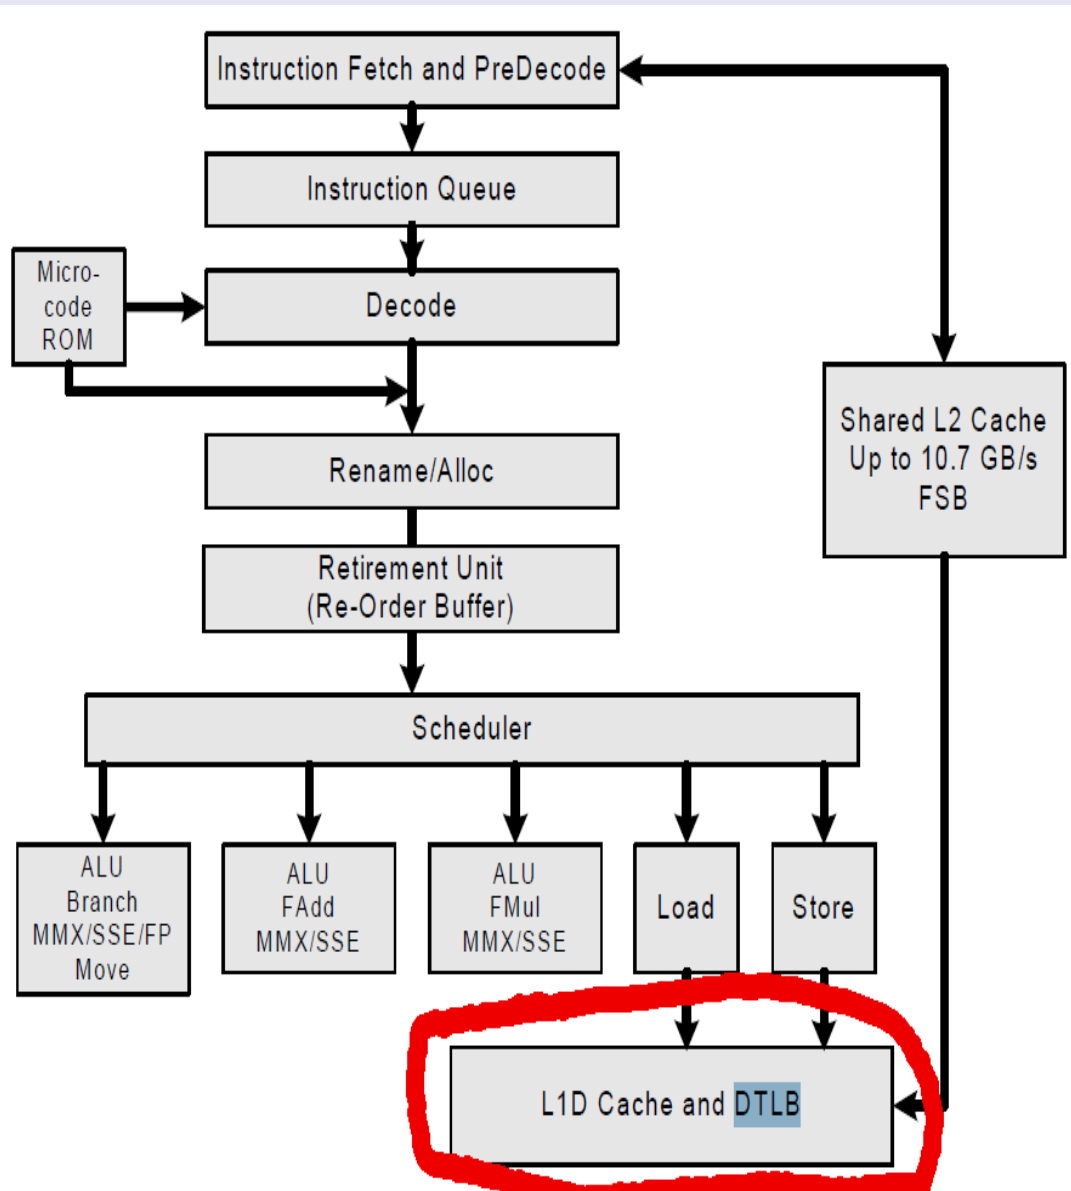 Instruction Fetch and PreDecode
Instruction Queue
Micro-
code
ROM
Decode
Shared L2 Cache
Up to 10.7 GB/s
FSB
Rename/Alloc
Retirement Unit
(Re-Order Buffer)
Scheduler
ALU
Branch
MMX/SSE/FP
Move
ALU
FAdd
MMX/SSE
ALU
FMul
MMX/SSE
Load
Store
L1D Cache and DTLB